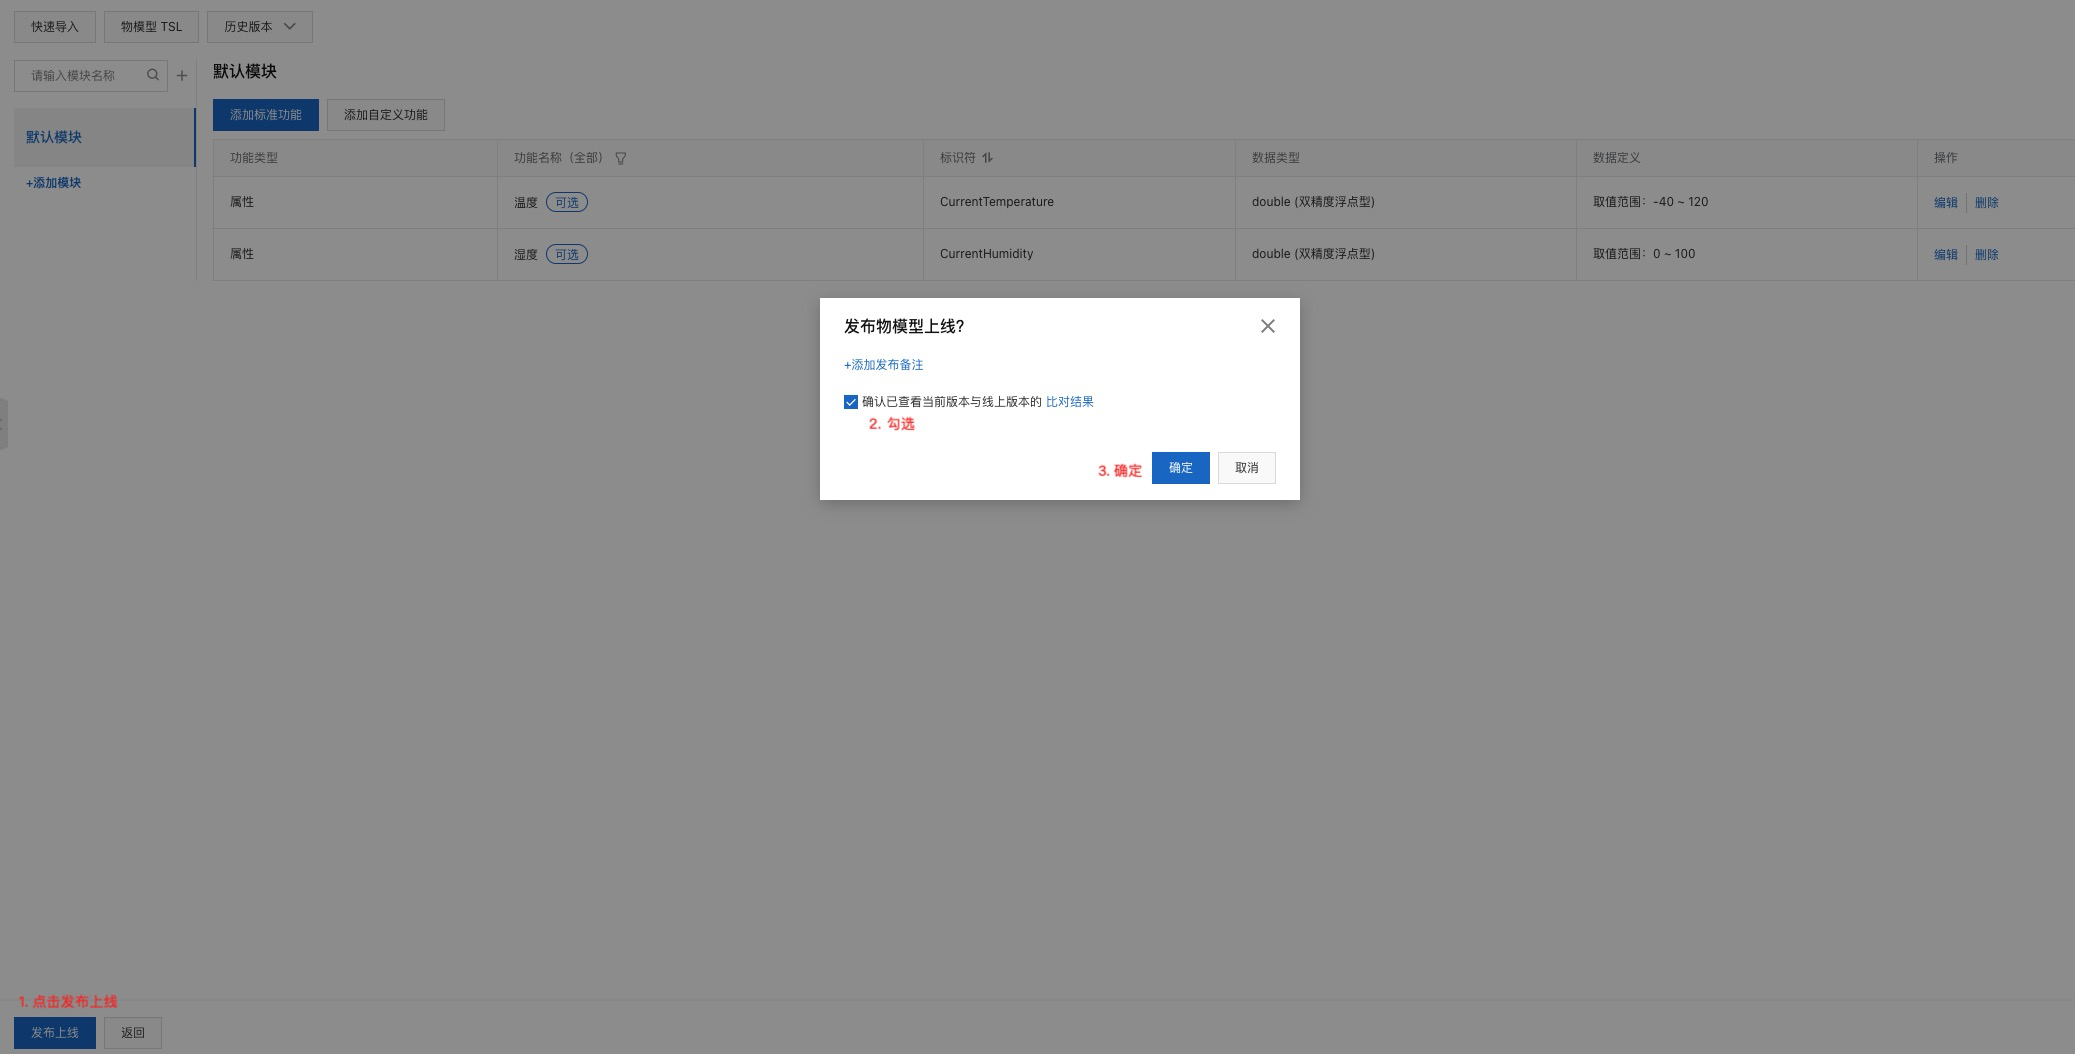 快速导入 物模型 TSL 历史版本
请输入模块名称
默认模块
+添加模块
默认模块
添加标准功能 添加自定义功能
功能类型 功能名称（全部） 标识符 数据类型 数据定义 操作
属性 温度 可选 CurrentTemperature double (双精度浮点型) 取值范围：-40 ~ 120 编辑 删除
属性 湿度 可选 CurrentHumidity double (双精度浮点型) 取值范围：0 ~ 100 编辑 删除
发布物模型上线?
+添加发布备注
确认已查看当前版本与线上版本的 比对结果
2. 勾选
3. 确定 确定 取消
1. 点击发布上线
发布上线 返回